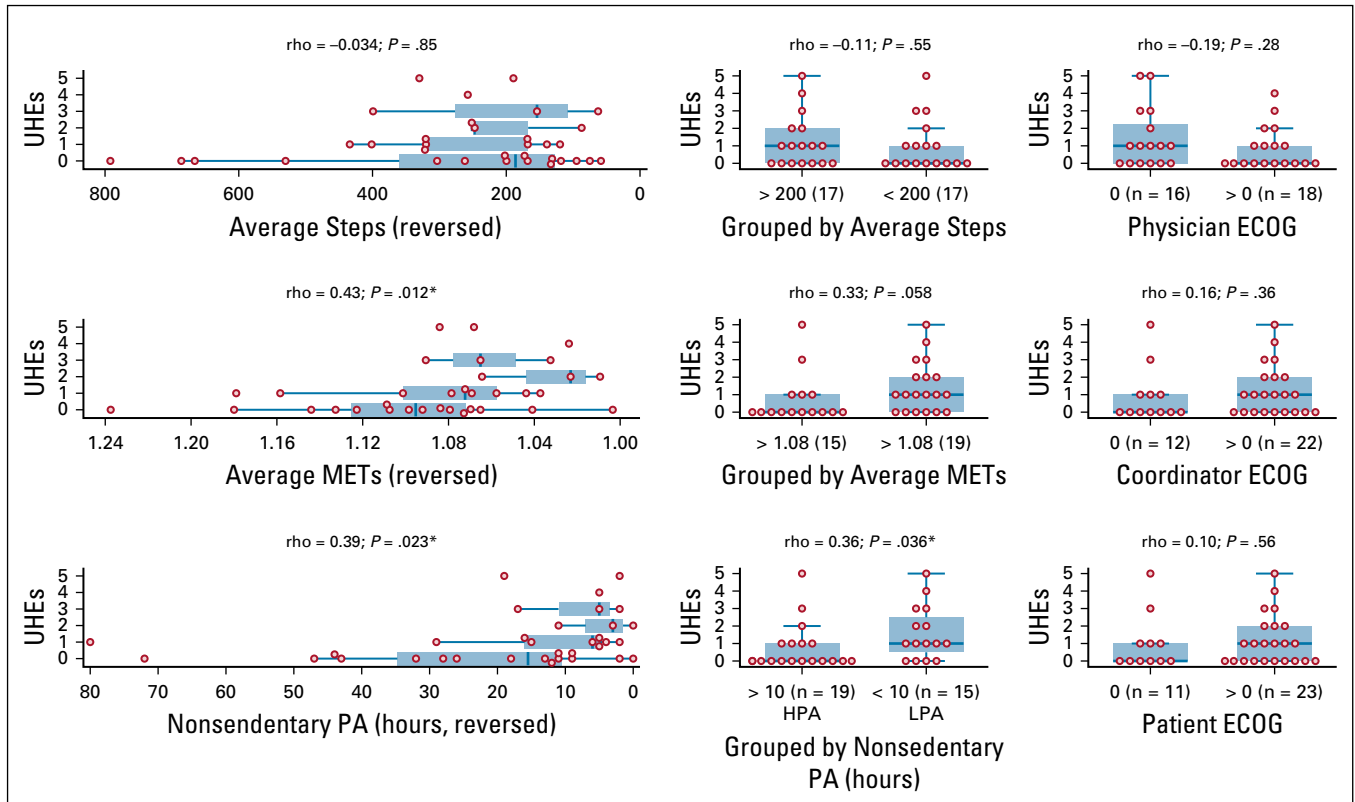 rho = –0.034; P = .85
UHEs
5
4
3
2
1
0
800 600 400 200 0
Average Steps (reversed)
rho = –0.11; P = .55
UHEs
5
4
3
2
1
0
> 200 (17) < 200 (17)
Grouped by Average Steps
rho = –0.19; P = .28
UHEs
5
4
3
2
1
0
0 (n = 16) > 0 (n = 18)
Physician ECOG
rho = 0.43; P = .012*
UHEs
5
4
3
2
1
0
1.24 1.20 1.16 1.12 1.08 1.04 1.00
Average METs (reversed)
rho = 0.33; P = .058
UHEs
5
4
3
2
1
0
> 1.08 (15) > 1.08 (19)
Grouped by Average METs
rho = 0.16; P = .36
UHEs
5
4
3
2
1
0
0 (n = 12) > 0 (n = 22)
Coordinator ECOG
rho = 0.39; P = .023*
UHEs
5
4
3
2
1
0
80 70 60 50 40 30 20 10 0
Nonsendentary PA (hours, reversed)
rho = 0.36; P = .036*
UHEs
5
4
3
2
1
0
> 10 (n = 19) < 10 (n = 15)
HPA LPA
Grouped by Nonsedentary
PA (hours)
rho = 0.10; P = .56
UHEs
5
4
3
2
1
0
0 (n = 11) > 0 (n = 23)
Patient ECOG